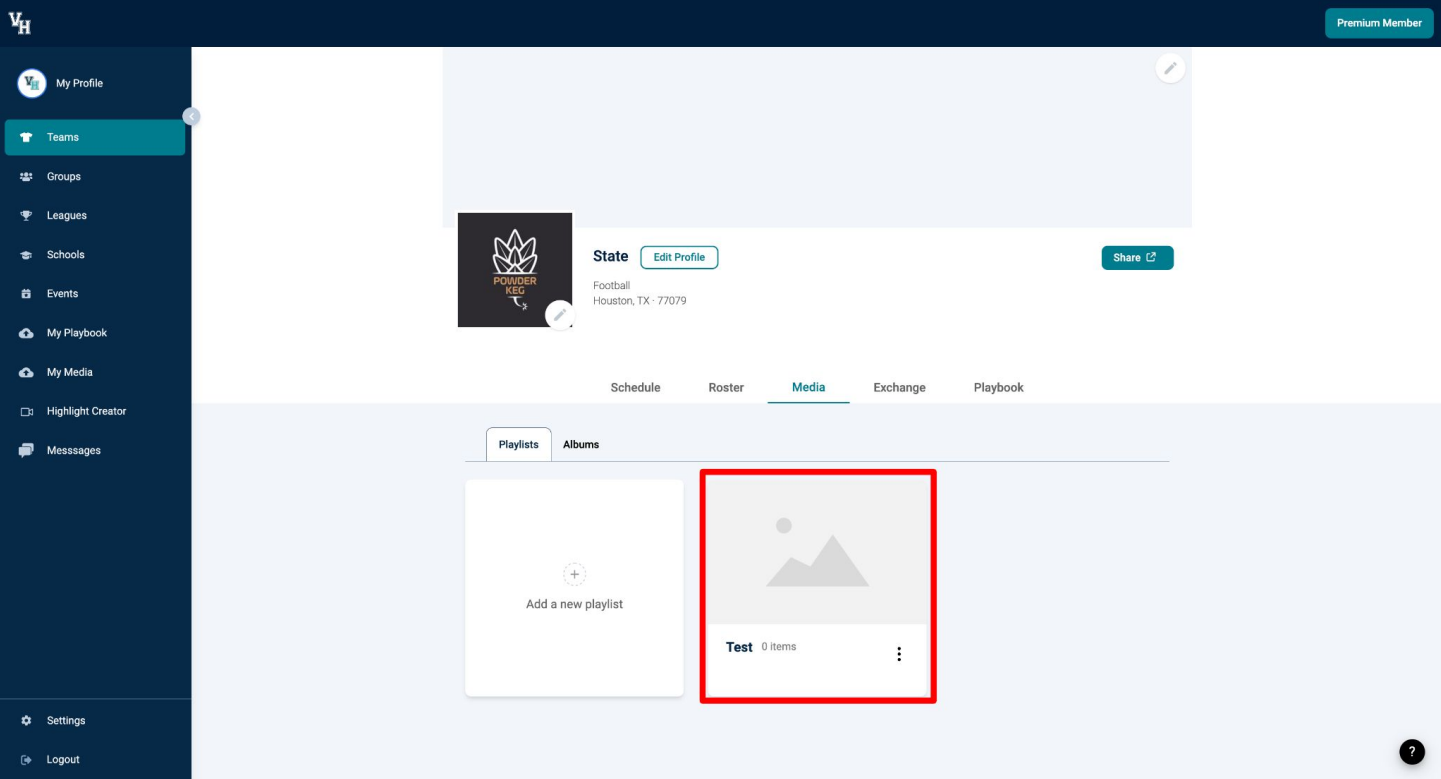 VH
Premium Member
VH
My Profile
Teams
Groups
Leagues
Schools
Events
My Playbook
My Media
Highlight Creator
Messsages
Settings
Logout
POWDER
KEG
State
Edit Profile
Share
Football
Houston, TX · 77079
Schedule Roster Media Exchange Playbook
Playlists Albums
Add a new playlist
Test 0 items
?